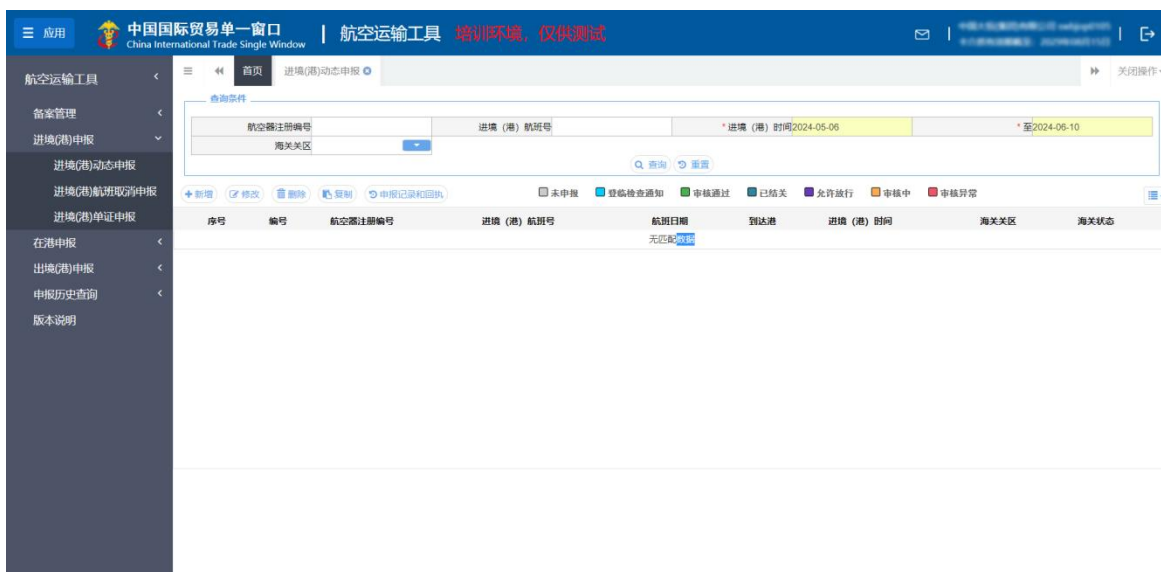 应用
中国国际贸易单一窗口
China International Trade Single Window
航空运输工具 培训环境，仅供测试
航空运输工具
备案管理
进境(港)申报
进境(港)动态申报
进境(港)航班取消申报
进境(港)单证申报
在港申报
出境(港)申报
申报历史查询
版本说明
首页 进境(港)动态申报 关闭操作
查询条件
航空器注册编号 进境（港）航班号 *进境（港）时间 2024-05-06 *至 2024-06-10
海关关区
查询 重置
新增 修改 删除 复制 申报记录和回执 未申报 登临检查通知 审核通过 已结关 允许放行 审核中 审核异常
序号 编号 航空器注册编号 进境（港）航班号 航班日期 到达港 进境（港）时间 海关关区 海关状态
无匹配数据